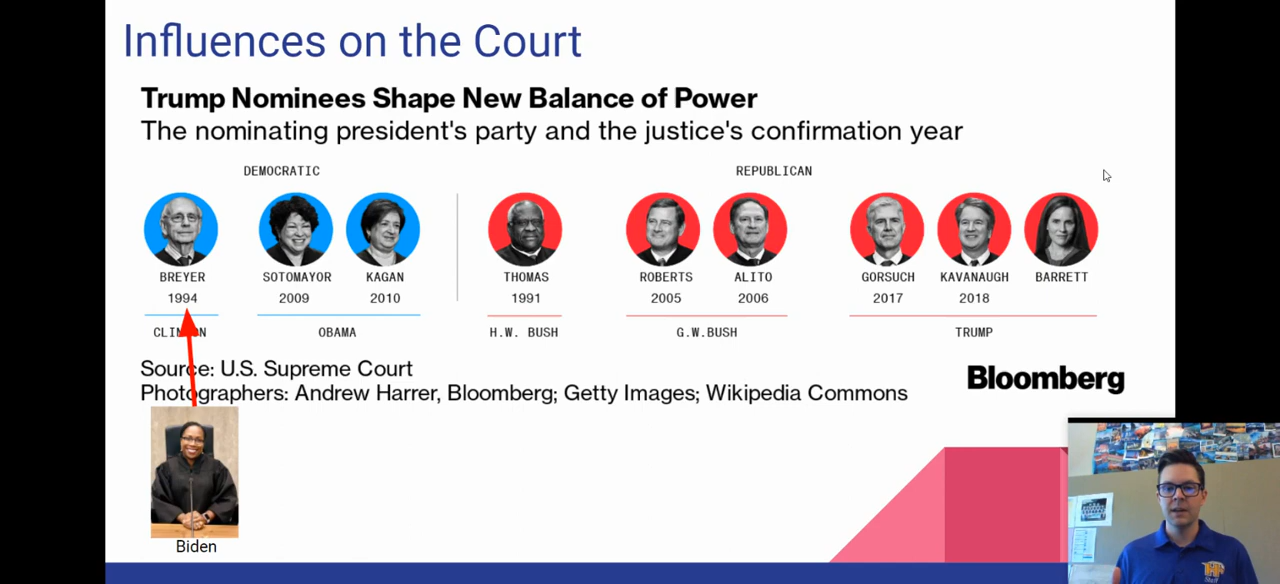 Influences on the Court
Trump Nominees Shape New Balance of Power
The nominating president's party and the justice's confirmation year
DEMOCRATIC REPUBLICAN
BREYER SOTOMAYOR KAGAN THOMAS ROBERTS ALITO GORSUCH KAVANAUGH BARRETT
1994 2009 2010 1991 2005 2006 2017 2018
CLINTON OBAMA H.W. BUSH G.W.BUSH TRUMP
Source: U.S. Supreme Court
Photographers: Andrew Harrer, Bloomberg; Getty Images; Wikipedia Commons
Bloomberg
Biden